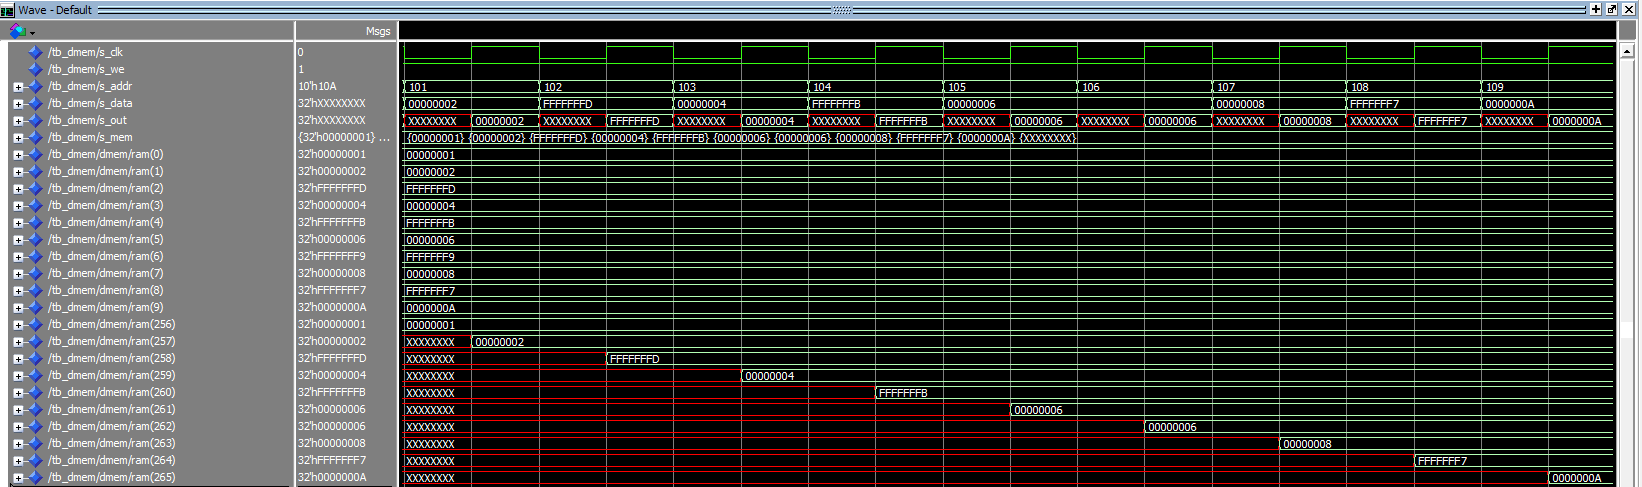 Wave - Default
Msgs
/tb_dmem/s_clk 0
/tb_dmem/s_we 1
/tb_dmem/s_addr 10'h10A 101 102 103 104 105 106 107 108 109
/tb_dmem/s_data 32'hXXXXXXXX 00000002 FFFFFFFD 00000004 FFFFFFFB 00000006 00000008 FFFFFFF7 0000000A
/tb_dmem/s_out 32'hXXXXXXXX XXXXXXXX 00000002 XXXXXXXX FFFFFFFD XXXXXXXX 00000004 XXXXXXXX FFFFFFFB XXXXXXXX 00000006 XXXXXXXX 00000006 XXXXXXXX 00000008 XXXXXXXX FFFFFFF7 XXXXXXXX 0000000A
/tb_dmem/s_mem {32'h00000001} ... {00000001} {00000002} {FFFFFFFD} {00000004} {FFFFFFFB} {00000006} {00000006} {00000008} {FFFFFFF7} {0000000A} {XXXXXXXX}
/tb_dmem/dmem/ram(0) 32'h00000001 00000001
/tb_dmem/dmem/ram(1) 32'h00000002 00000002
/tb_dmem/dmem/ram(2) 32'hFFFFFFFD FFFFFFFD
/tb_dmem/dmem/ram(3) 32'h00000004 00000004
/tb_dmem/dmem/ram(4) 32'hFFFFFFFB FFFFFFFB
/tb_dmem/dmem/ram(5) 32'h00000006 00000006
/tb_dmem/dmem/ram(6) 32'hFFFFFFF9 FFFFFFF9
/tb_dmem/dmem/ram(7) 32'h00000008 00000008
/tb_dmem/dmem/ram(8) 32'hFFFFFFF7 FFFFFFF7
/tb_dmem/dmem/ram(9) 32'h0000000A 0000000A
/tb_dmem/dmem/ram(256) 32'h00000001 00000001
/tb_dmem/dmem/ram(257) 32'h00000002 XXXXXXXX 00000002
/tb_dmem/dmem/ram(258) 32'hFFFFFFFD XXXXXXXX FFFFFFFD
/tb_dmem/dmem/ram(259) 32'h00000004 XXXXXXXX 00000004
/tb_dmem/dmem/ram(260) 32'hFFFFFFFB XXXXXXXX FFFFFFFB
/tb_dmem/dmem/ram(261) 32'h00000006 XXXXXXXX 00000006
/tb_dmem/dmem/ram(262) 32'h00000006 XXXXXXXX 00000006
/tb_dmem/dmem/ram(263) 32'h00000008 XXXXXXXX 00000008
/tb_dmem/dmem/ram(264) 32'hFFFFFFF7 XXXXXXXX FFFFFFF7
/tb_dmem/dmem/ram(265) 32'h0000000A XXXXXXXX 0000000A